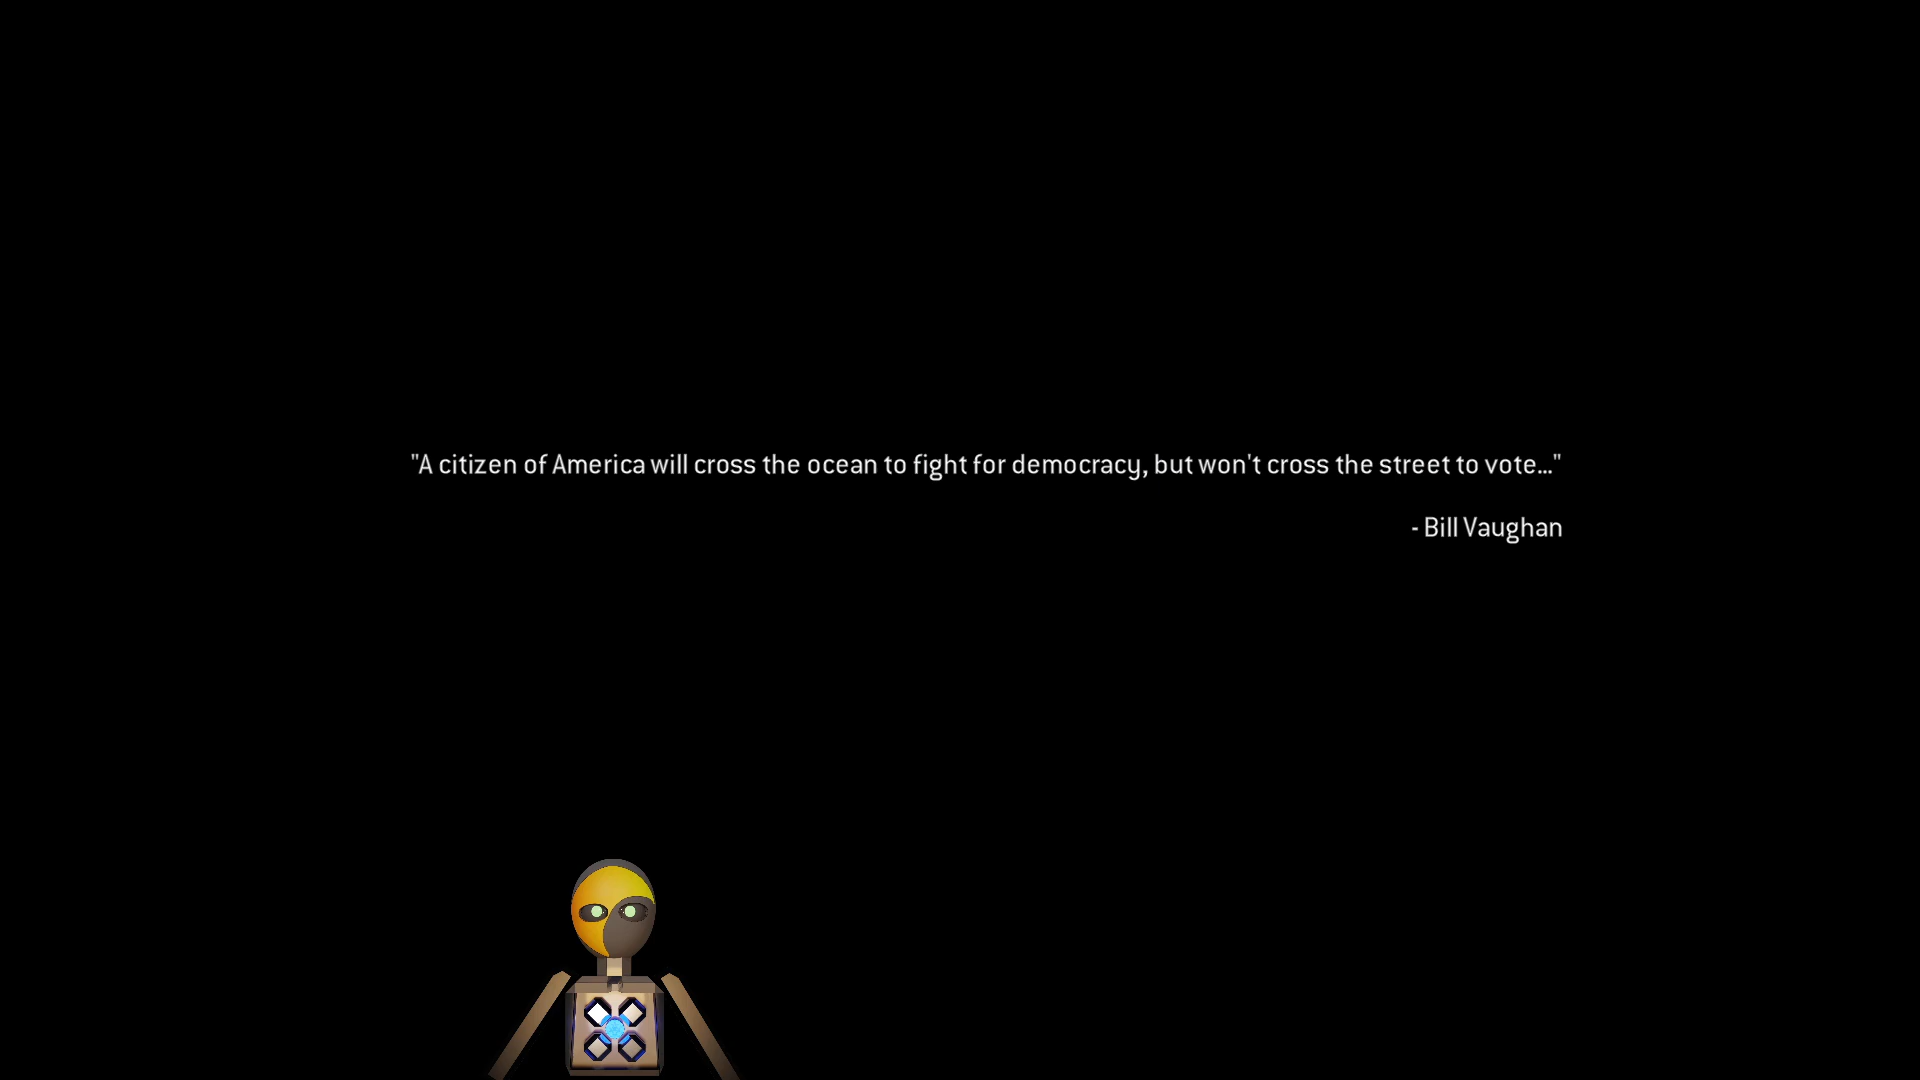 "A citizen of America will cross the ocean to fight for democracy, but won't cross the street to vote..."
- Bill Vaughan